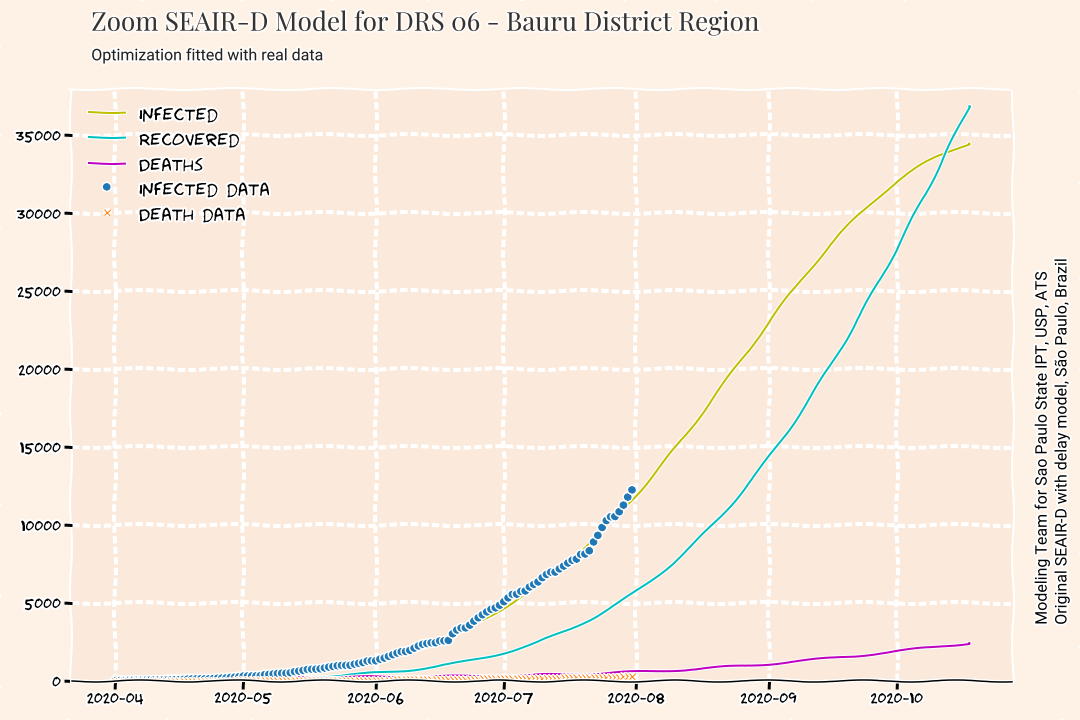 Zoom SEAIR-D Model for DRS 06 - Bauru District Region
Optimization fitted with real data
INFECTED
RECOVERED
DEATHS
INFECTED DATA
DEATH DATA
35000
30000
25000
20000
15000
10000
5000
0
2020-04
2020-05
2020-06
2020-07
2020-08
2020-09
2020-10
Modeling Team for Sao Paulo State IPT, USP, ATS
Original SEAIR-D with delay model, São Paulo, Brazil